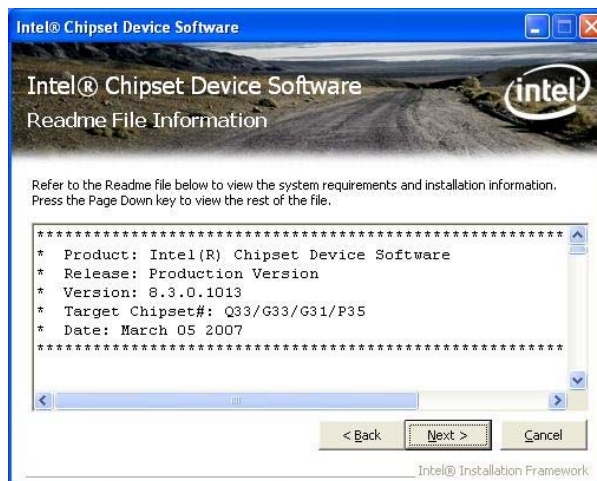 Intel® Chipset Device Software
Intel® Chipset Device Software
intel
Readme File Information
Refer to the Readme file below to view the system requirements and installation information.
Press the Page Down key to view the rest of the file.
************************************************************
*  Product: Intel(R) Chipset Device Software
*  Release: Production Version
*  Version: 8.3.0.1013
*  Target Chipset#: Q33/G33/G31/P35
*  Date: March 05 2007
************************************************************
< Back
Next >
Cancel
Intel® Installation Framework